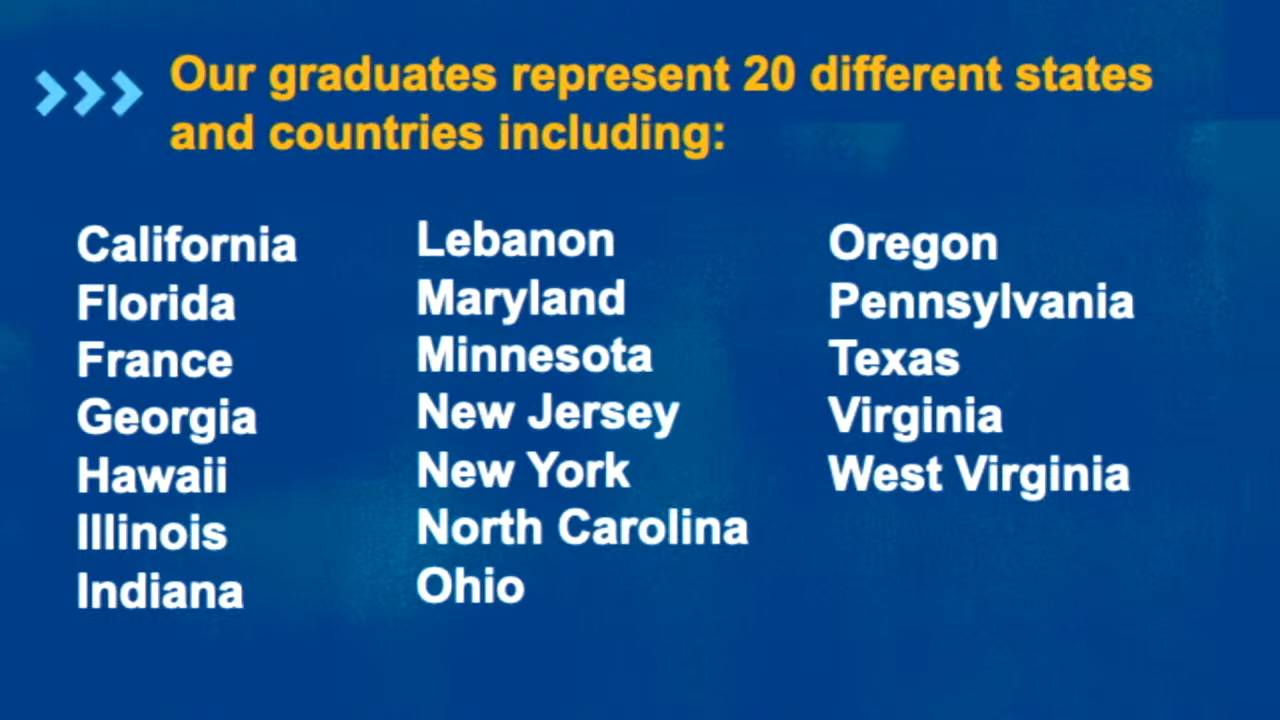 Our graduates represent 20 different states
and countries including:
California
Florida
France
Georgia
Hawaii
Illinois
Indiana
Lebanon
Maryland
Minnesota
New Jersey
New York
North Carolina
Ohio
Oregon
Pennsylvania
Texas
Virginia
West Virginia